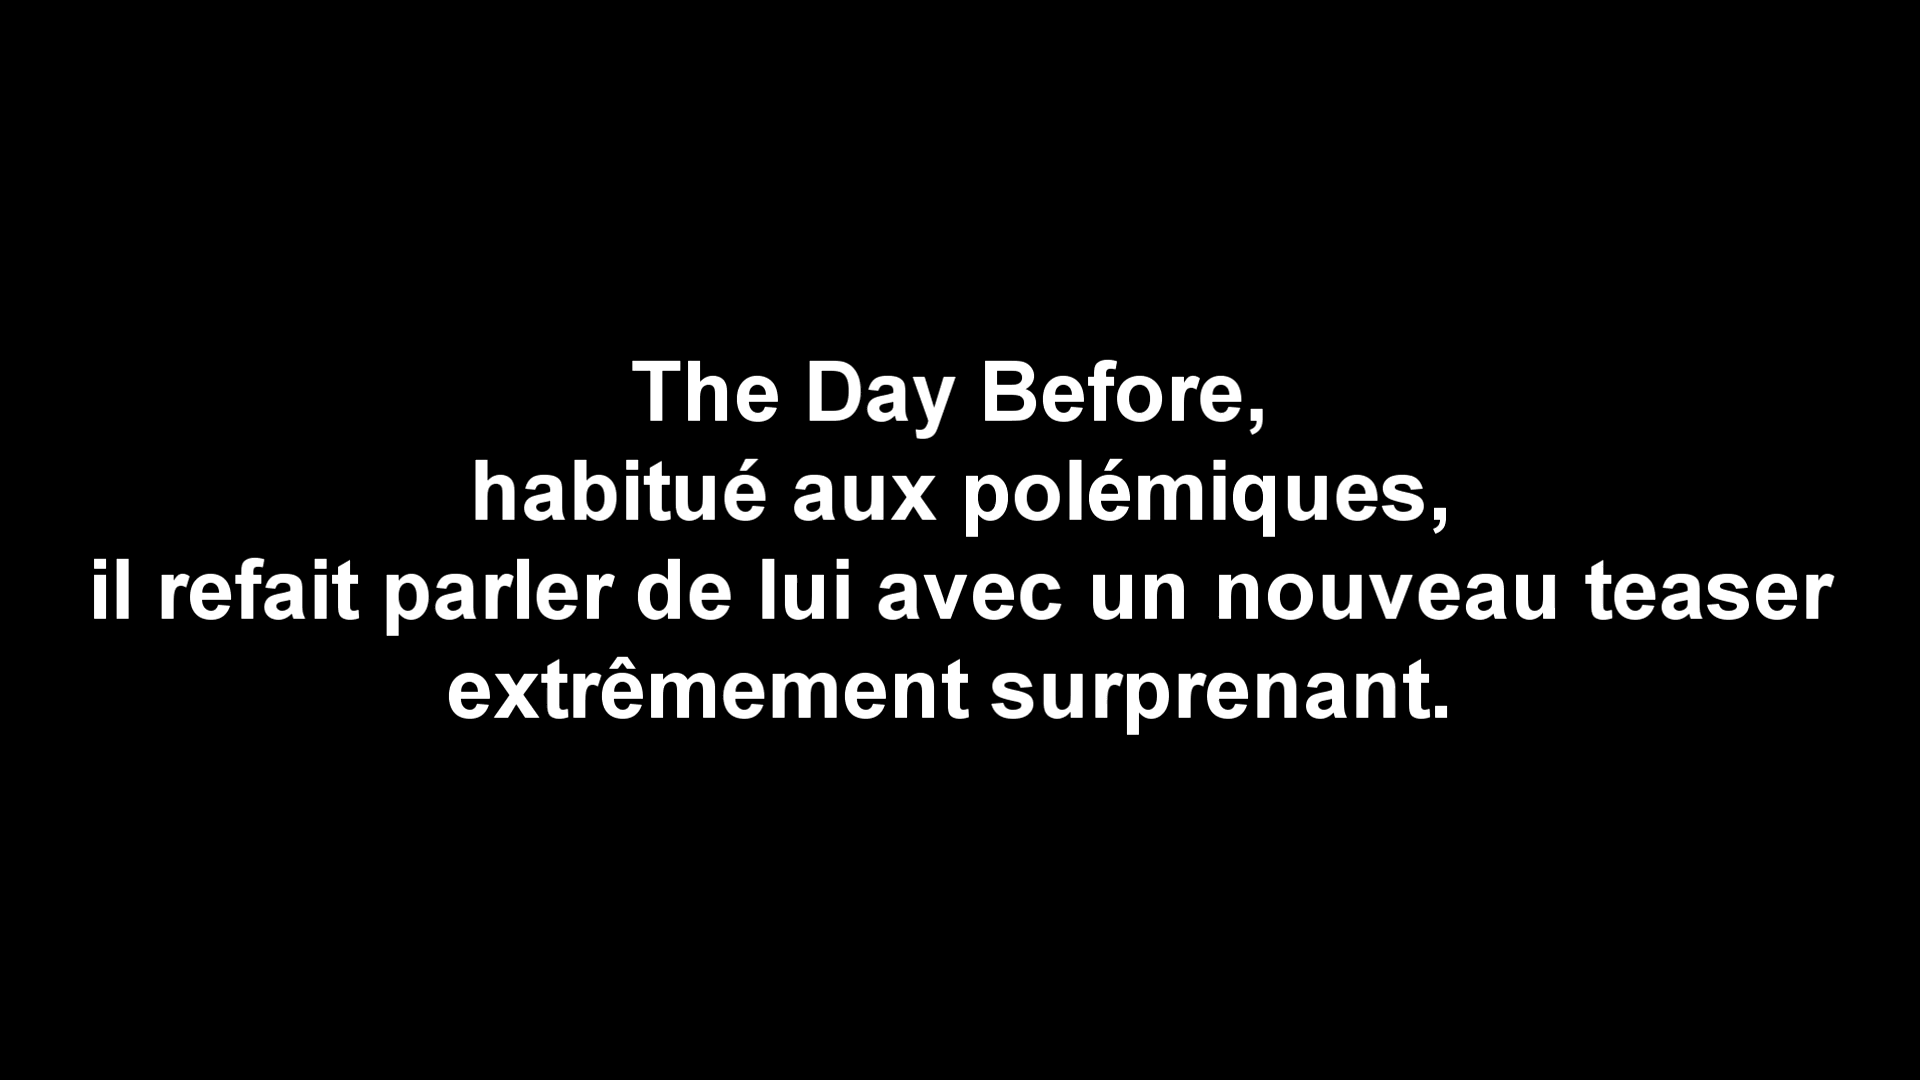 The Day Before,
habitué aux polémiques,
il refait parler de lui avec un nouveau teaser
extrêmement surprenant.